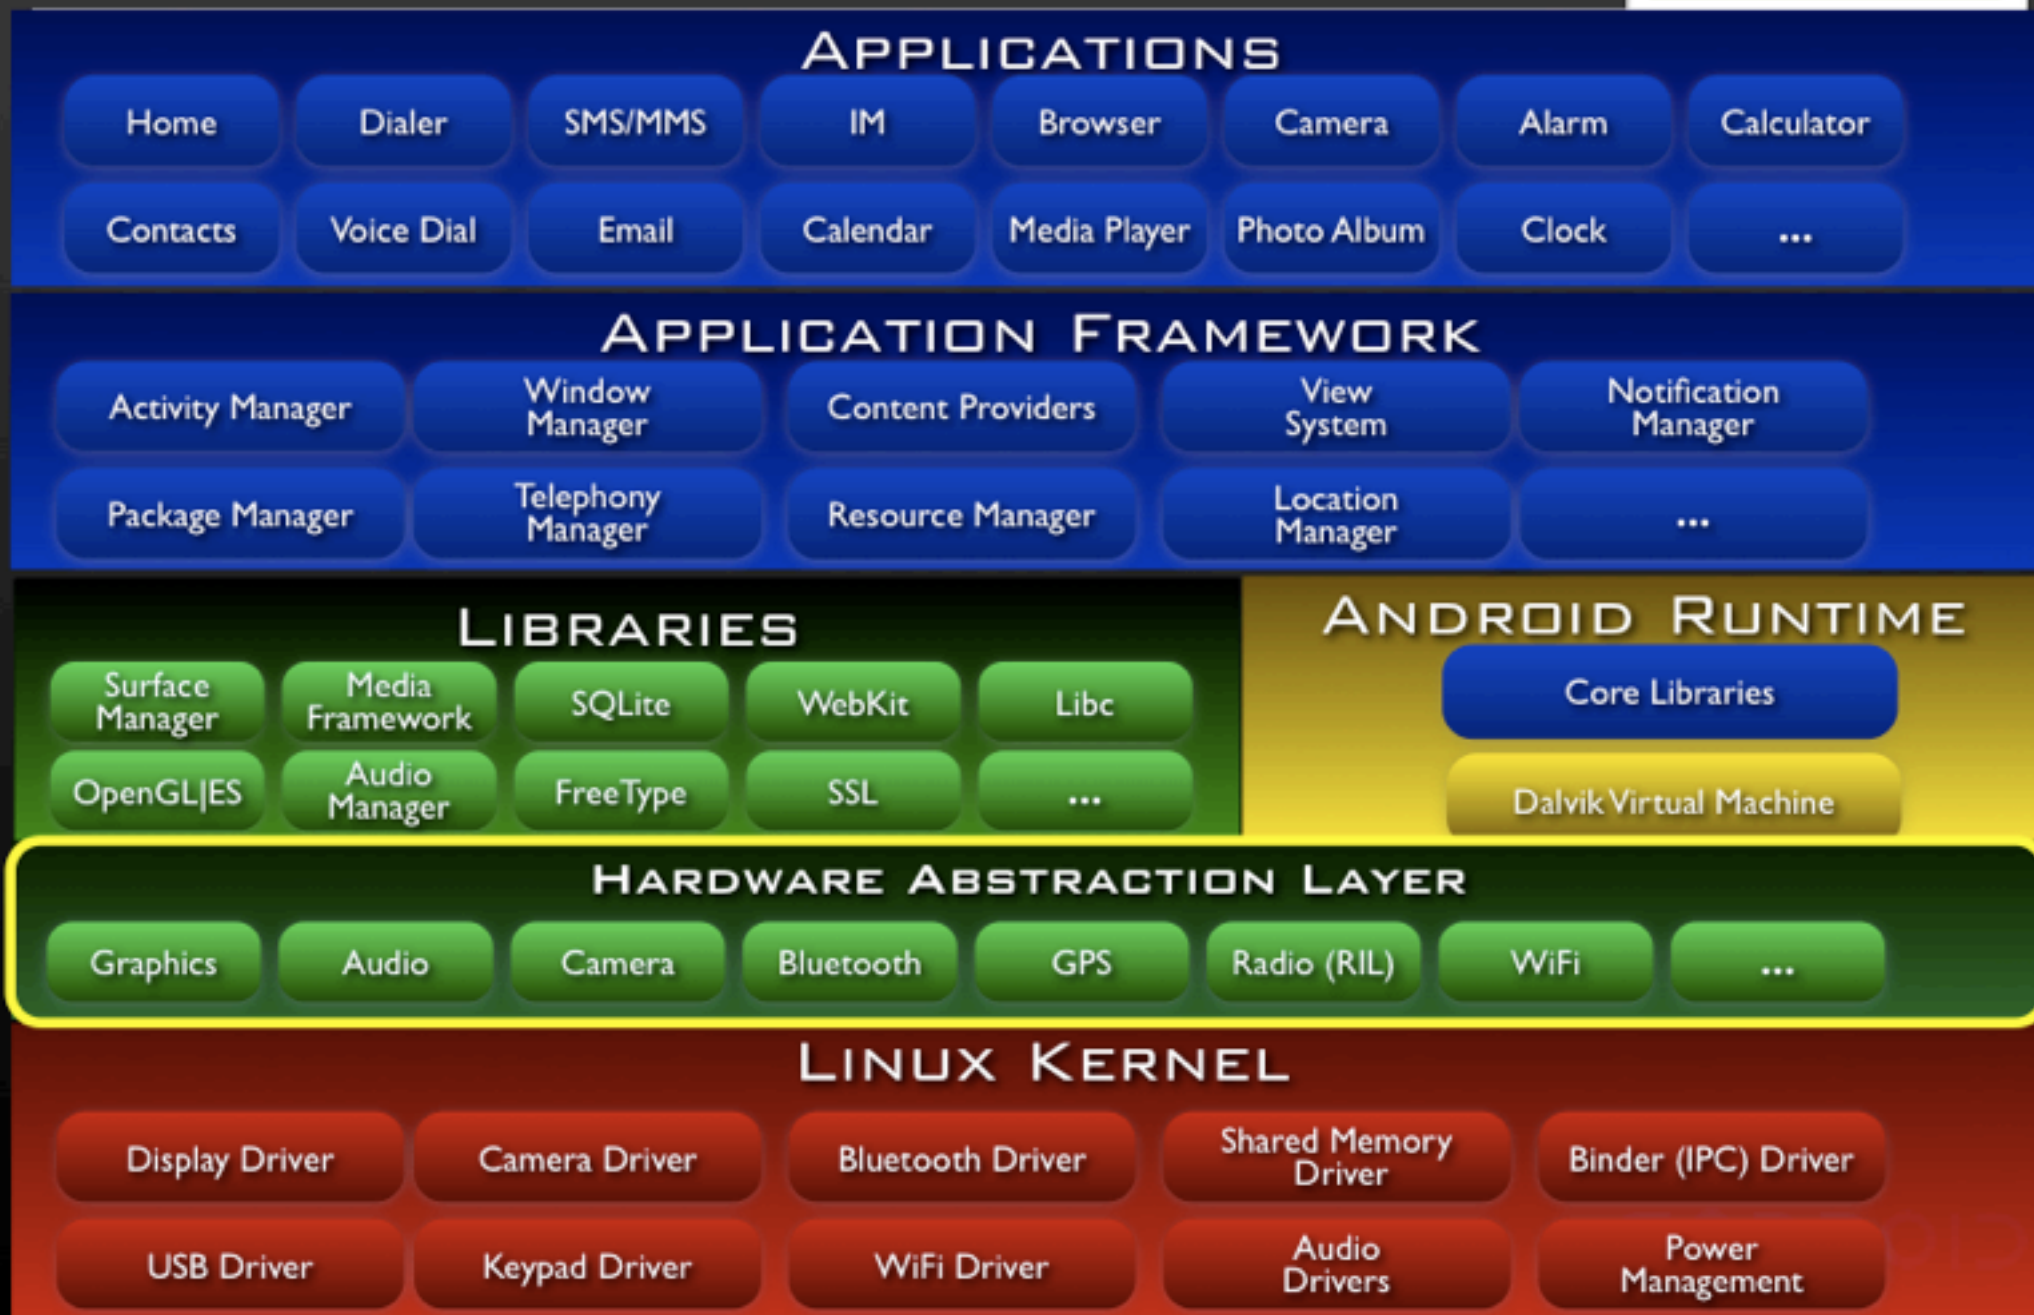 APPLICATIONS
Home Dialer SMS/MMS IM Browser Camera Alarm Calculator
Contacts Voice Dial Email Calendar Media Player Photo Album Clock ...
APPLICATION FRAMEWORK
Activity Manager
Window
Manager
Content Providers
View
System
Notification
Manager
Package Manager
Telephony
Manager
Resource Manager
Location
Manager
...
LIBRARIES
Surface
Manager
Media
Framework
SQLite
WebKit
Libc
OpenGL|ES
Audio
Manager
FreeType
SSL
...
ANDROID RUNTIME
Core Libraries
Dalvik Virtual Machine
HARDWARE ABSTRACTION LAYER
Graphics Audio Camera Bluetooth GPS Radio (RIL) WiFi ...
LINUX KERNEL
Display Driver
Camera Driver
Bluetooth Driver
Shared Memory
Driver
Binder (IPC) Driver
USB Driver
Keypad Driver
WiFi Driver
Audio
Drivers
Power
Management